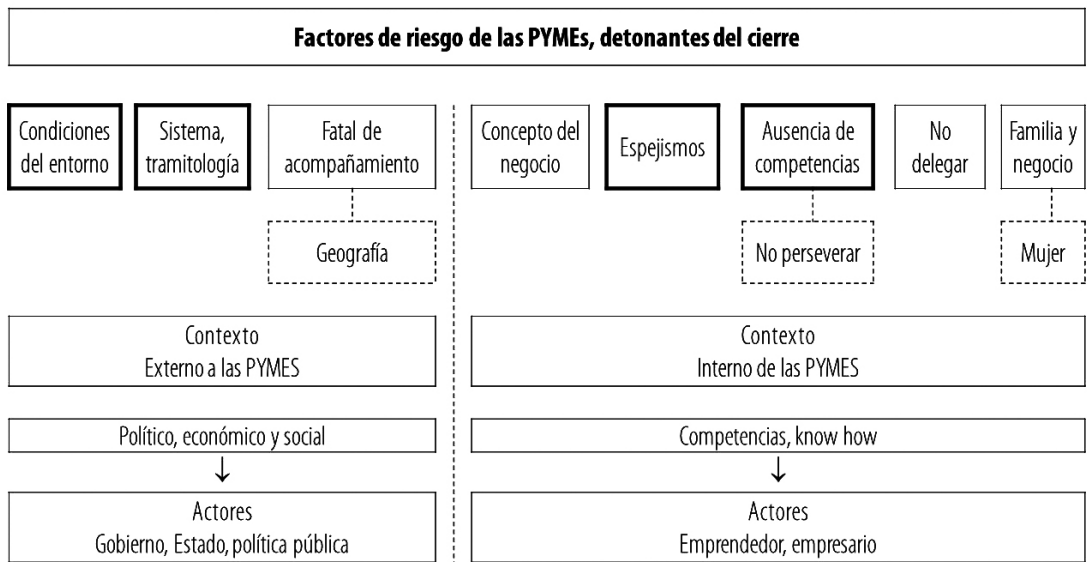 Factores de riesgo de las PYMEs, detonantes del cierre
Condiciones
del entorno
Sistema,
tramitología
Fatal de
acompañamiento
Geografía
Concepto del
negocio
Espejismos
Ausencia de
competencias
No perseverar
No
delegar
Familia y
negocio
Mujer
Contexto
Externo a las PYMES
Contexto
Interno de las PYMES
Político, económico y social
Competencias, know how
Actores
Gobierno, Estado, política pública
Actores
Emprendedor, empresario